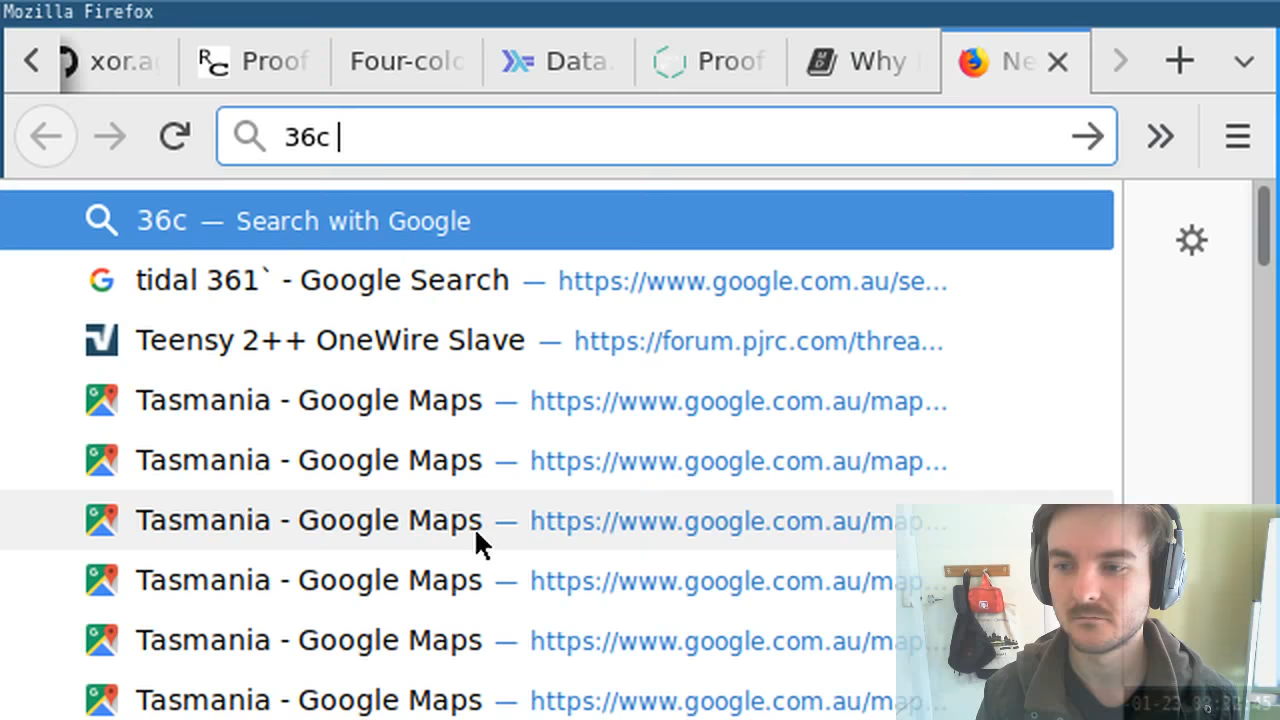 Mozilla Firefox
xor.a Proof Four-colo Data. Proof Why Ne
36c
36c — Search with Google
tidal 361` - Google Search — https://www.google.com.au/se...
Teensy 2++ OneWire Slave — https://forum.pjrc.com/threa...
Tasmania - Google Maps — https://www.google.com.au/map...
Tasmania - Google Maps — https://www.google.com.au/map...
Tasmania - Google Maps — https://www.google.com.au/map...
Tasmania - Google Maps — https://www.google.com.au/map...
Tasmania - Google Maps — https://www.google.com.au/map...
Tasmania - Google Maps — https://www.google.com.au/map...